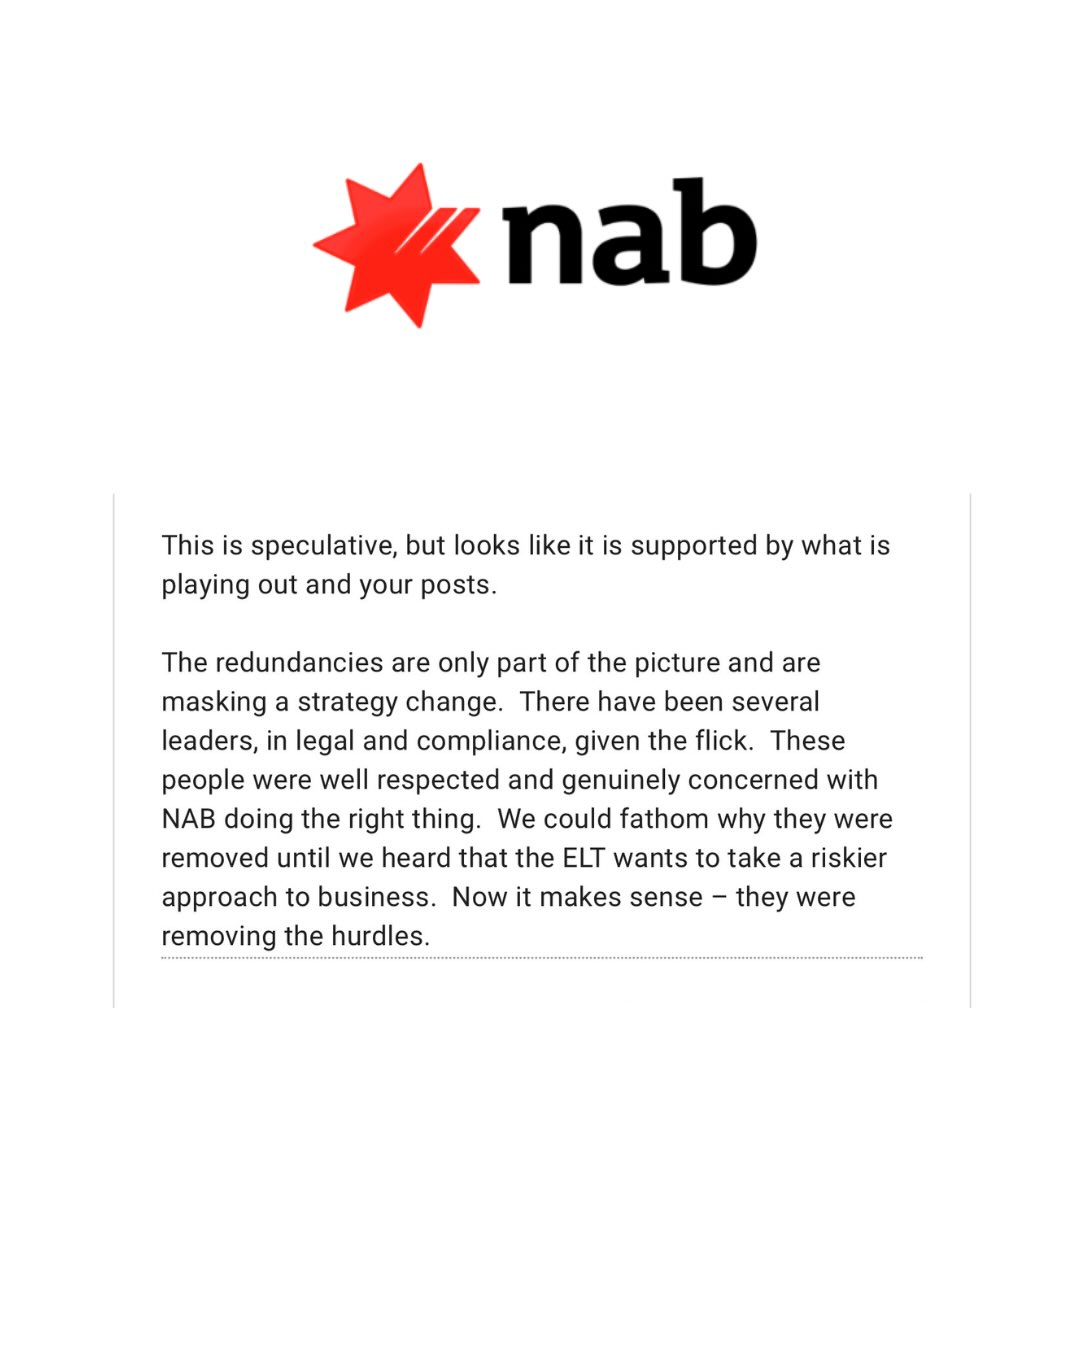 nab
This is speculative, but looks like it is supported by what is
playing out and your posts.
The redundancies are only part of the picture and are
masking a strategy change.  There have been several
leaders, in legal and compliance, given the flick.  These
people were well respected and genuinely concerned with
NAB doing the right thing.  We could fathom why they were
removed until we heard that the ELT wants to take a riskier
approach to business.  Now it makes sense – they were
removing the hurdles.